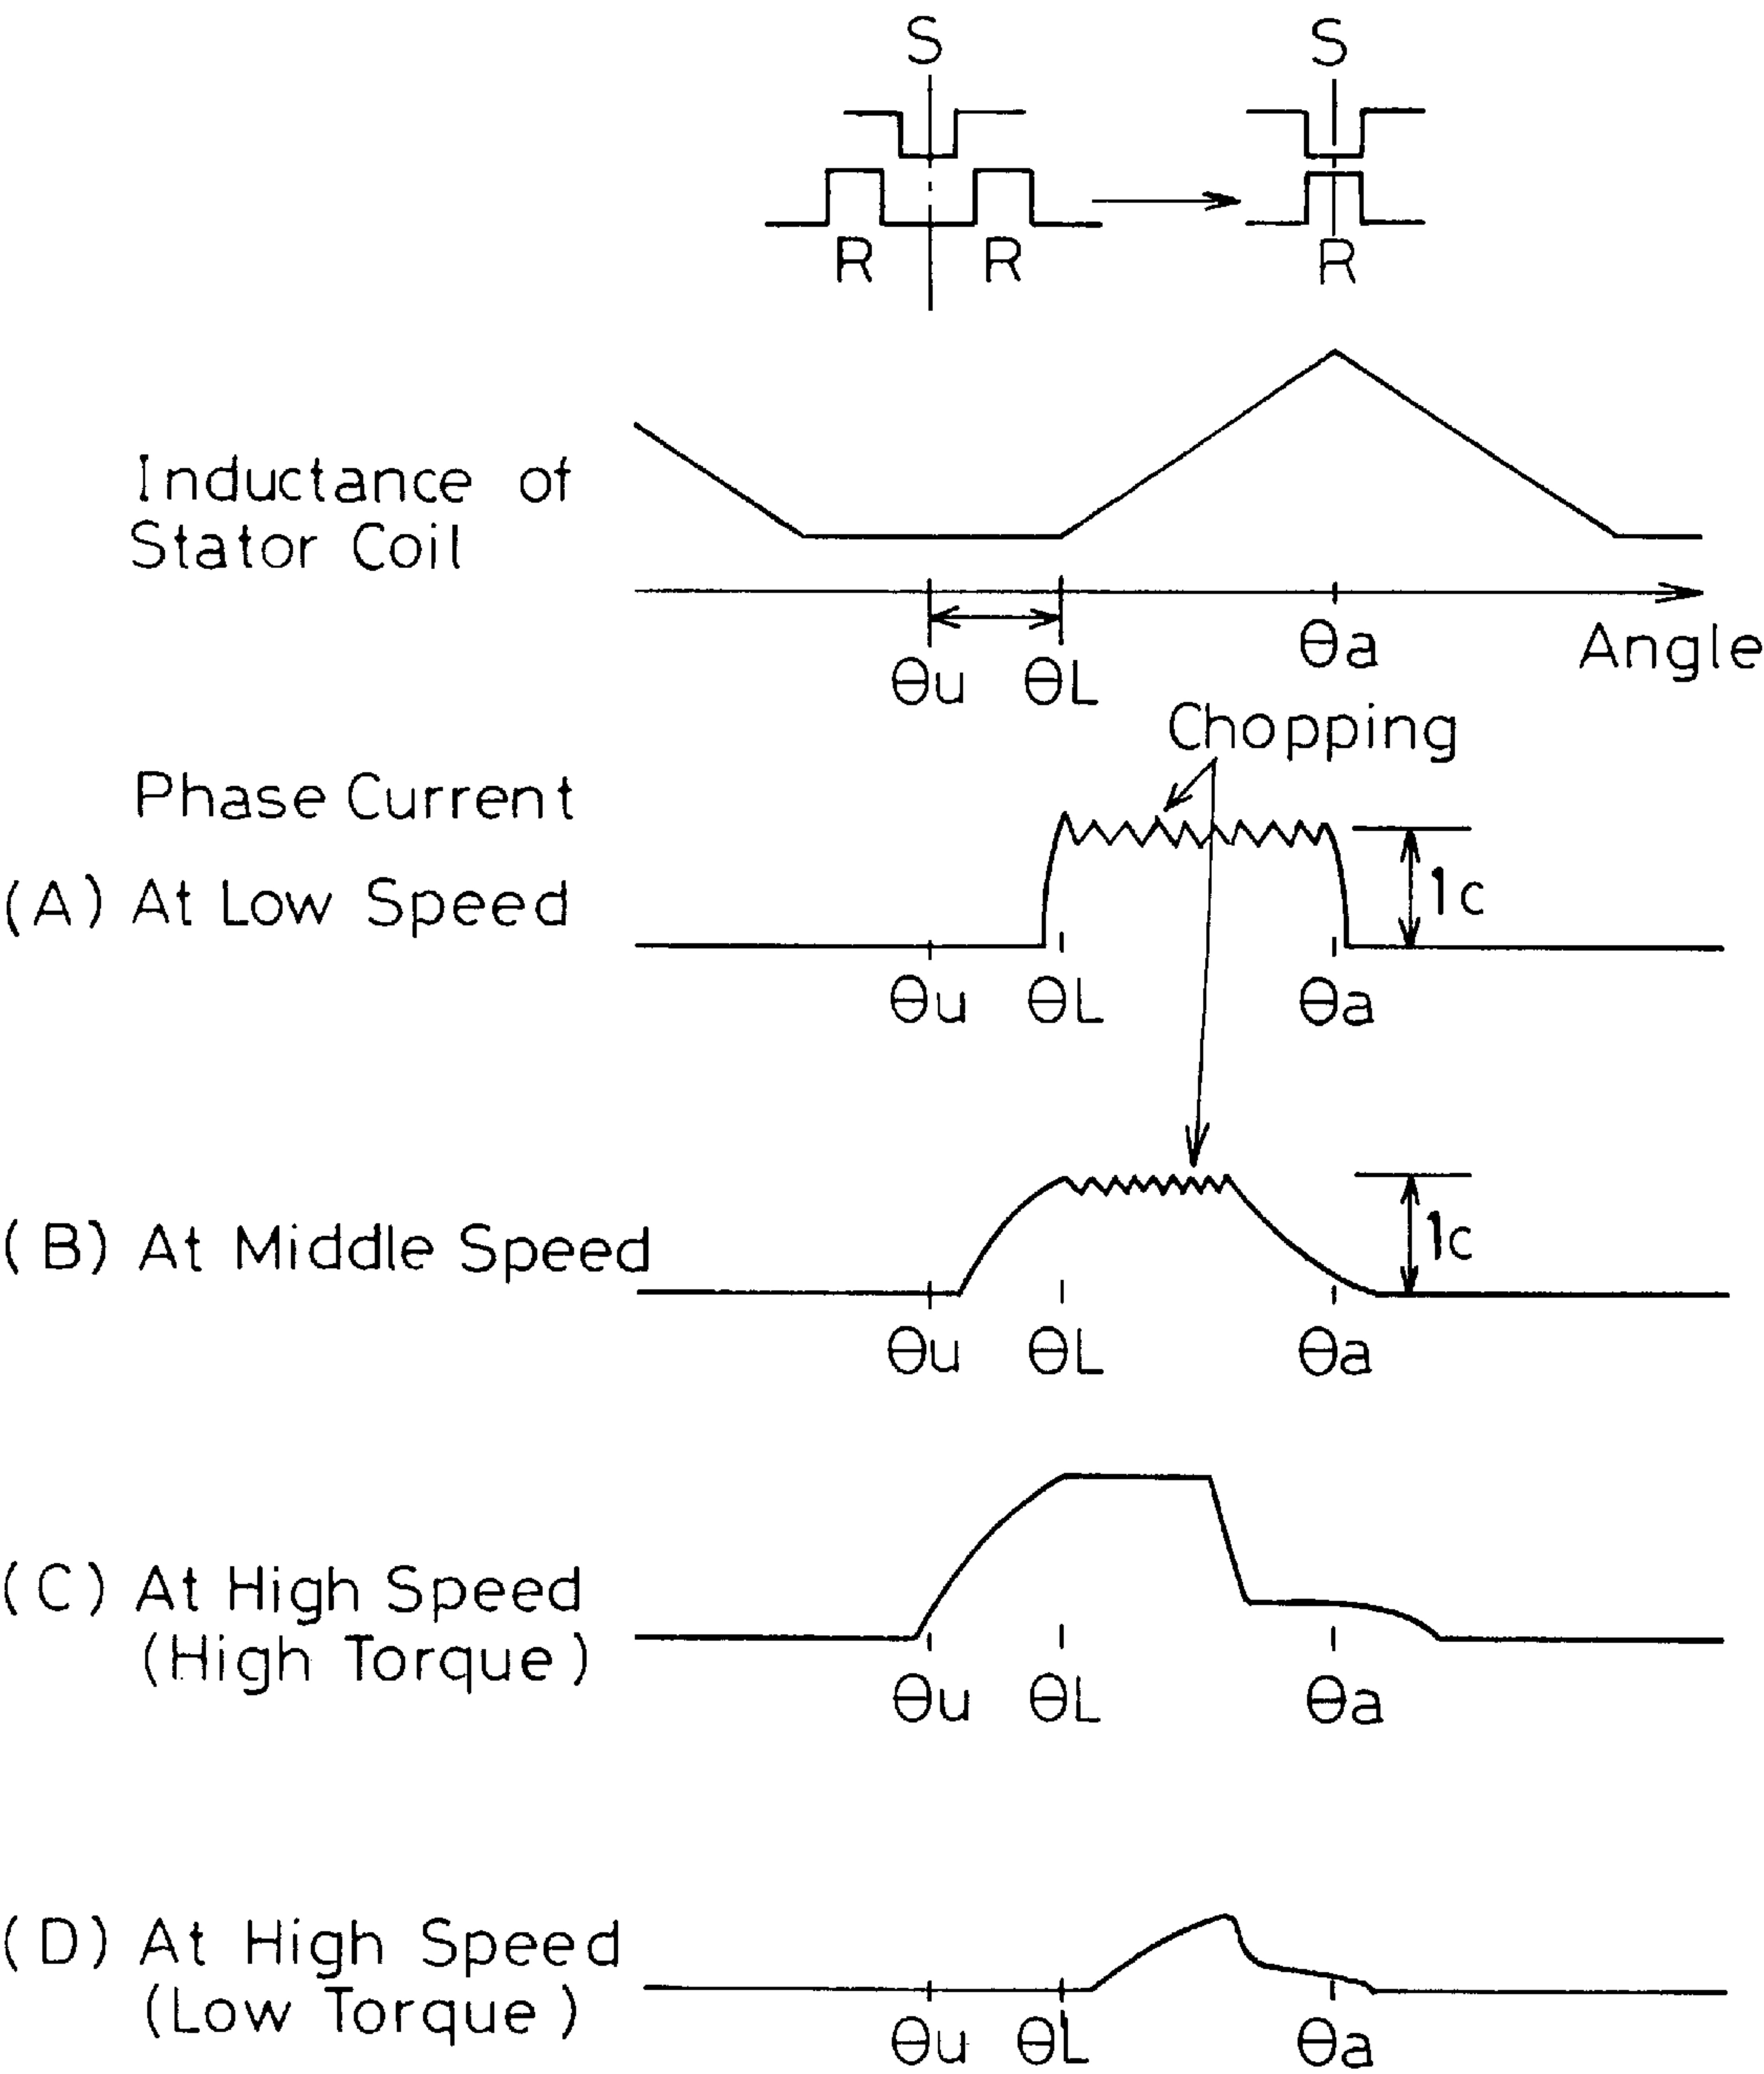 S S
R R R
Inductance of
Stator Coil
θu θL θa Angle
Chopping
Phase Current
(A) At Low Speed
Ic
θu θL θa
(B) At Middle Speed
Ic
θu θL θa
(C) At High Speed
(High Torque)
θu θL θa
(D) At High Speed
(Low Torque)
θu θL θa